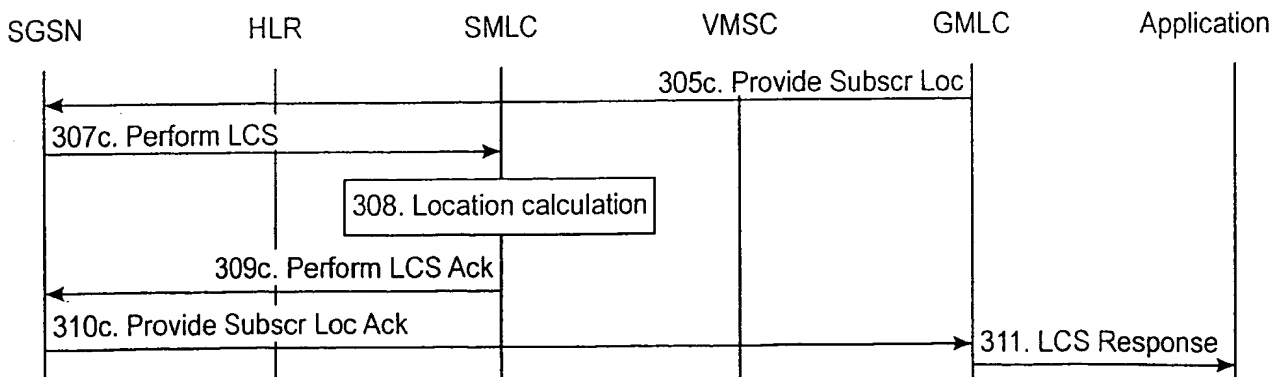 SGSN HLR SMLC VMSC GMLC Application
305c. Provide Subscr Loc
307c. Perform LCS
308. Location calculation
309c. Perform LCS Ack
310c. Provide Subscr Loc Ack
311. LCS Response